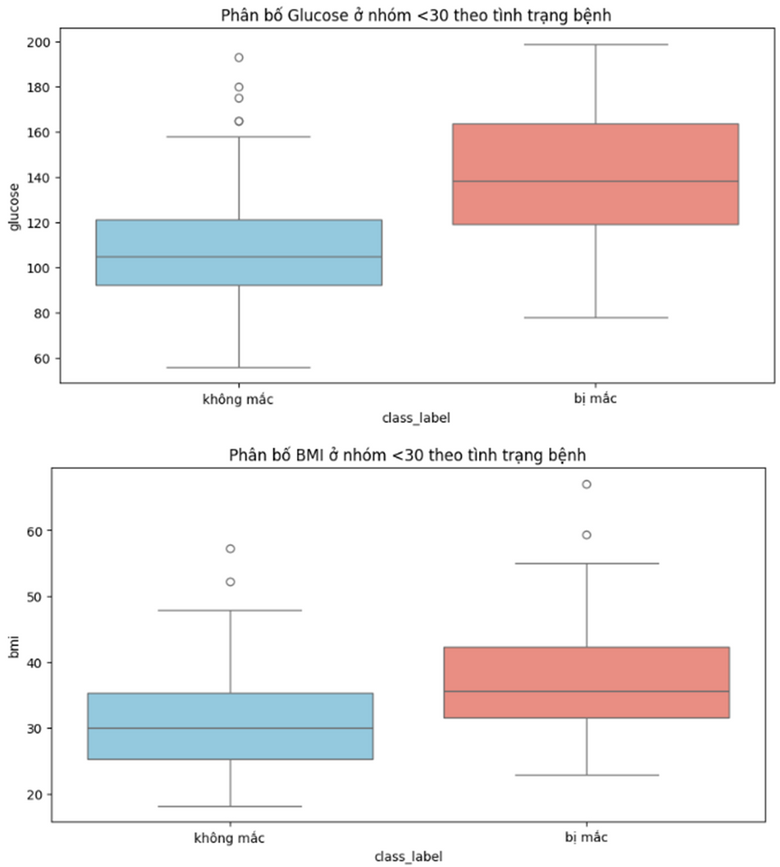 Phân bố Glucose ở nhóm <30 theo tình trạng bệnh
200
180
160
140
120
100
80
60
glucose
không mắc
bị mắc
class_label
Phân bố BMI ở nhóm <30 theo tình trạng bệnh
60
50
40
30
20
bmi
không mắc
bị mắc
class_label